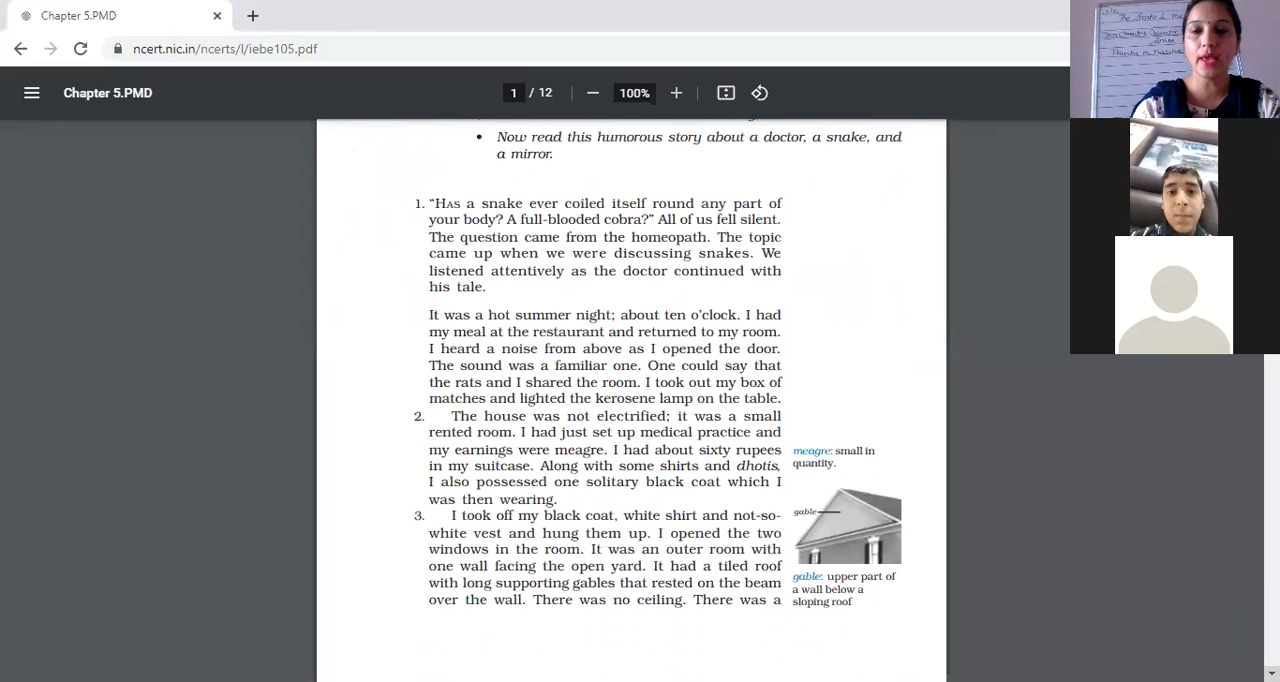 Chapter 5.PMD
ncert.nic.in/ncerts/l/iebe105.pdf
Chapter 5.PMD
1 / 12
100%
• Now read this humorous story about a doctor, a snake, and
a mirror.
1. “HAS a snake ever coiled itself round any part of
your body? A full-blooded cobra?” All of us fell silent.
The question came from the homeopath. The topic
came up when we were discussing snakes. We
listened attentively as the doctor continued with
his tale.
It was a hot summer night; about ten o’clock. I had
my meal at the restaurant and returned to my room.
I heard a noise from above as I opened the door.
The sound was a familiar one. One could say that
the rats and I shared the room. I took out my box of
matches and lighted the kerosene lamp on the table.
2. The house was not electrified; it was a small
rented room. I had just set up medical practice and
my earnings were meagre. I had about sixty rupees
in my suitcase. Along with some shirts and dhotis,
I also possessed one solitary black coat which I
was then wearing.
3. I took off my black coat, white shirt and not-so-
white vest and hung them up. I opened the two
windows in the room. It was an outer room with
one wall facing the open yard. It had a tiled roof
with long supporting gables that rested on the beam
over the wall. There was no ceiling. There was a
meagre: small in
quantity.
gable
gable: upper part of
a wall below a
sloping roof
The Snake &